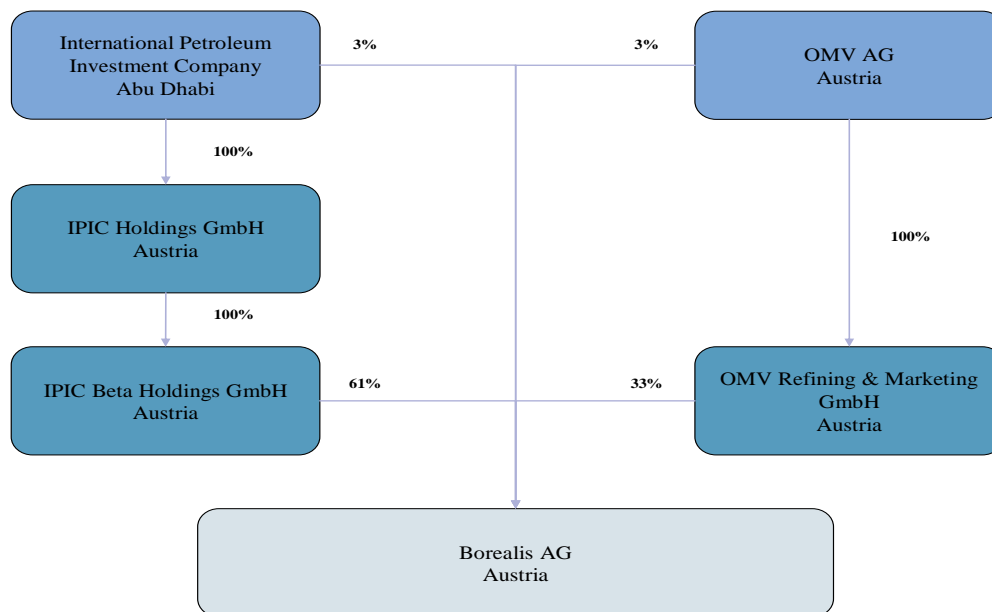 International Petroleum
Investment Company
Abu Dhabi
3%
3%
OMV AG
Austria
100%
IPIC Holdings GmbH
Austria
100%
100%
IPIC Beta Holdings GmbH
Austria
61%
33%
OMV Refining & Marketing
GmbH
Austria
Borealis AG
Austria